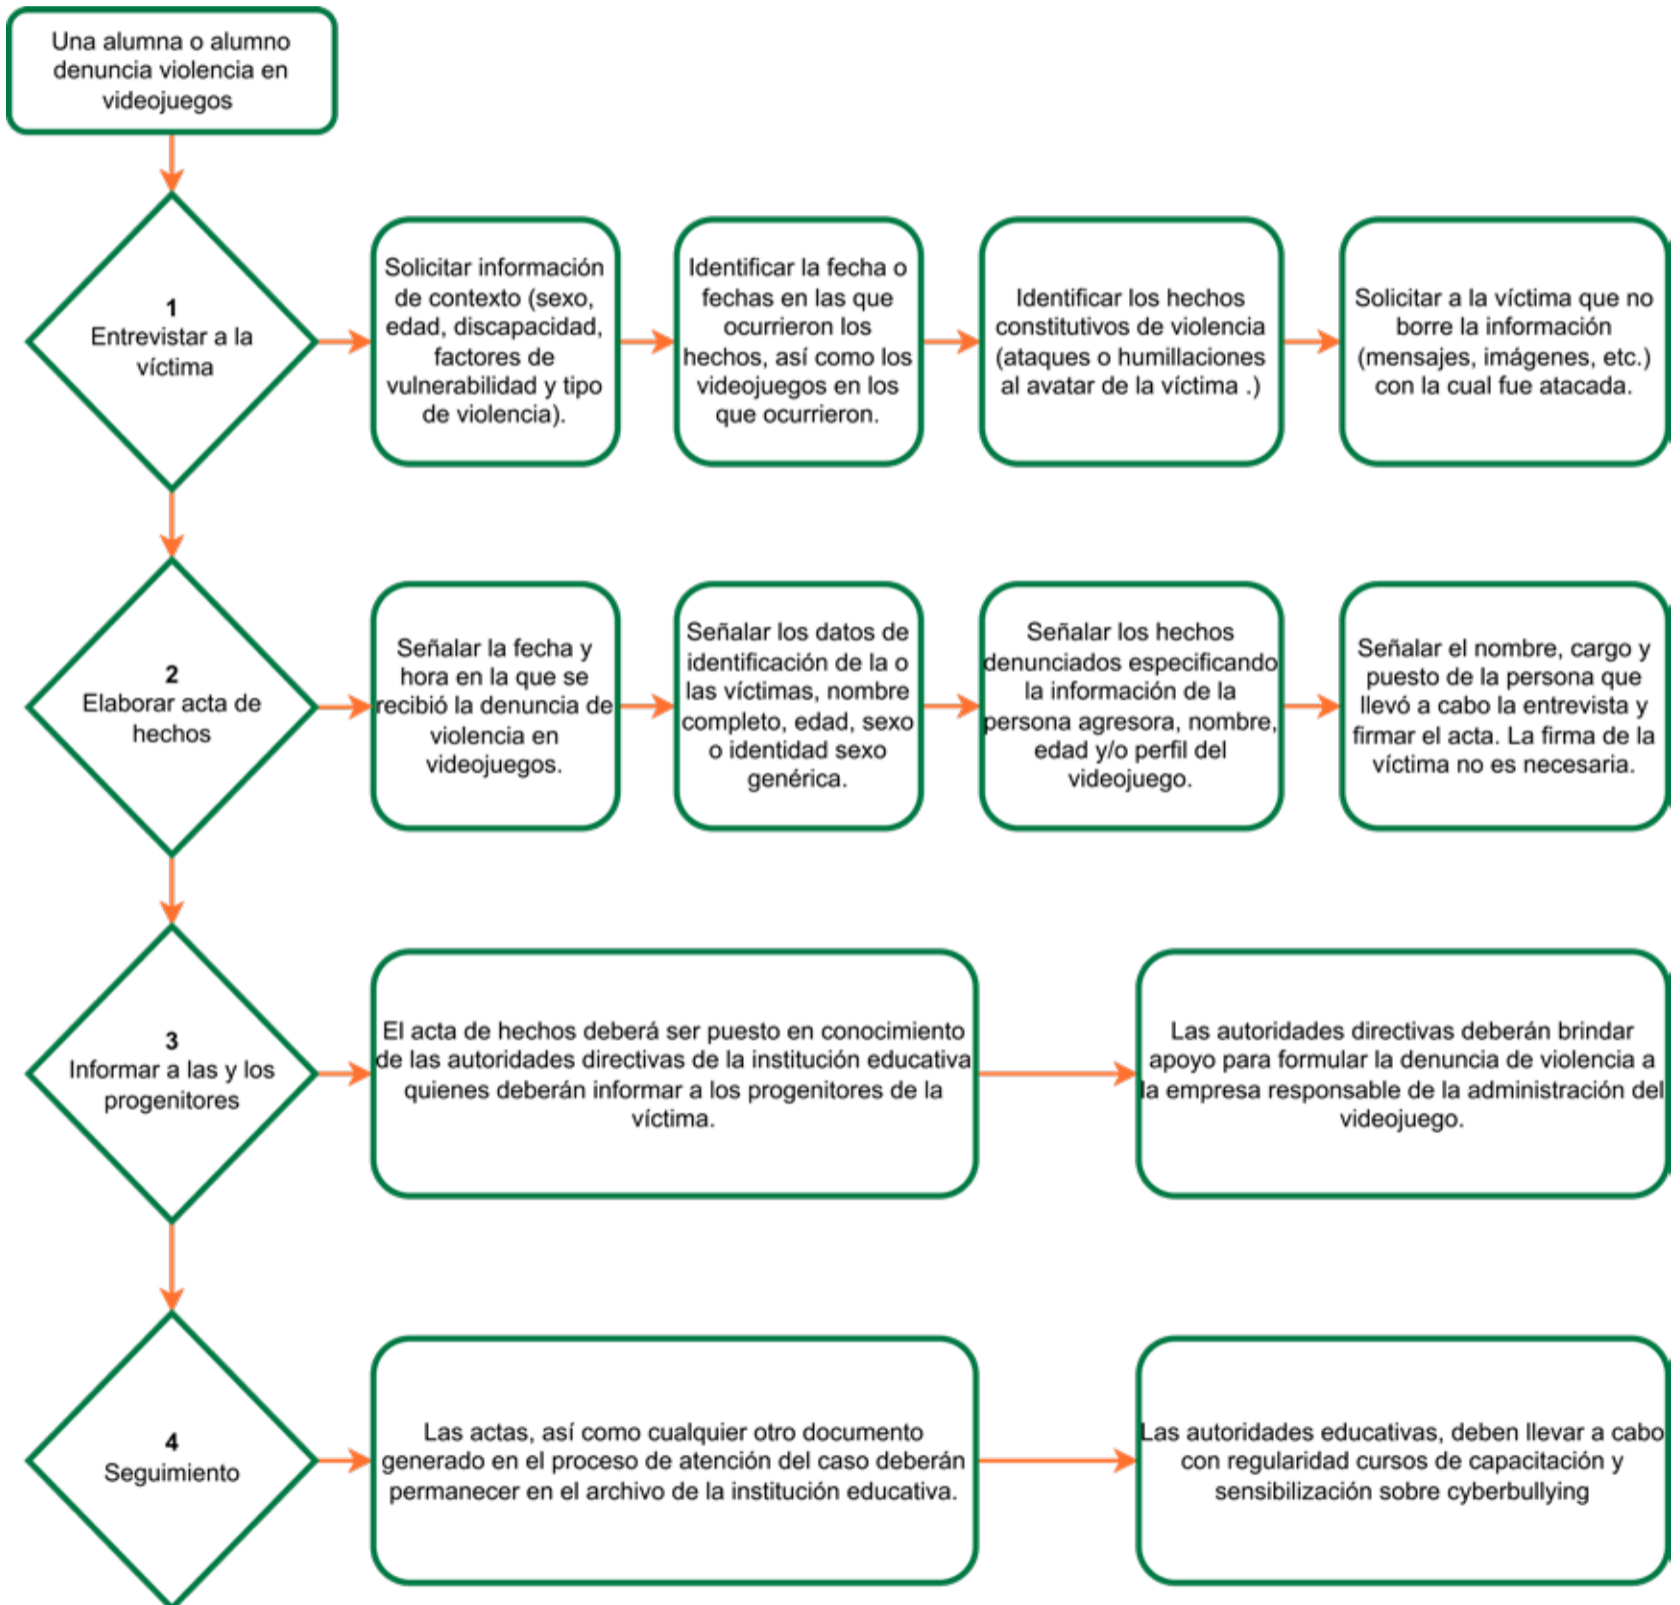 Una alumna o alumno
denuncia violencia en
videojuegos
1
Entrevistar a la
víctima
Solicitar información
de contexto (sexo,
edad, discapacidad,
factores de
vulnerabilidad y tipo
de violencia).
Identificar la fecha o
fechas en las que
ocurrieron los
hechos, así como los
videojuegos en los
que ocurrieron.
Identificar los hechos
constitutivos de violencia
(ataques o humillaciones
al avatar de la víctima .)
Solicitar a la víctima que no
borre la información
(mensajes, imágenes, etc.)
con la cual fue atacada.
2
Elaborar acta de
hechos
Señalar la fecha y
hora en la que se
recibió la denuncia de
violencia en
videojuegos.
Señalar los datos de
identificación de la o
las víctimas, nombre
completo, edad, sexo
o identidad sexo
genérica.
Señalar los hechos
denunciados especificando
la información de la
persona agresora, nombre,
edad y/o perfil del
videojuego.
Señalar el nombre, cargo y
puesto de la persona que
llevó a cabo la entrevista y
firmar el acta. La firma de la
víctima no es necesaria.
3
Informar a las y los
progenitores
El acta de hechos deberá ser puesto en conocimiento
de las autoridades directivas de la institución educativa
quienes deberán informar a los progenitores de la
víctima.
Las autoridades directivas deberán brindar
apoyo para formular la denuncia de violencia a
la empresa responsable de la administración del
videojuego.
4
Seguimiento
Las actas, así como cualquier otro documento
generado en el proceso de atención del caso deberán
permanecer en el archivo de la institución educativa.
Las autoridades educativas, deben llevar a cabo
con regularidad cursos de capacitación y
sensibilización sobre cyberbullying